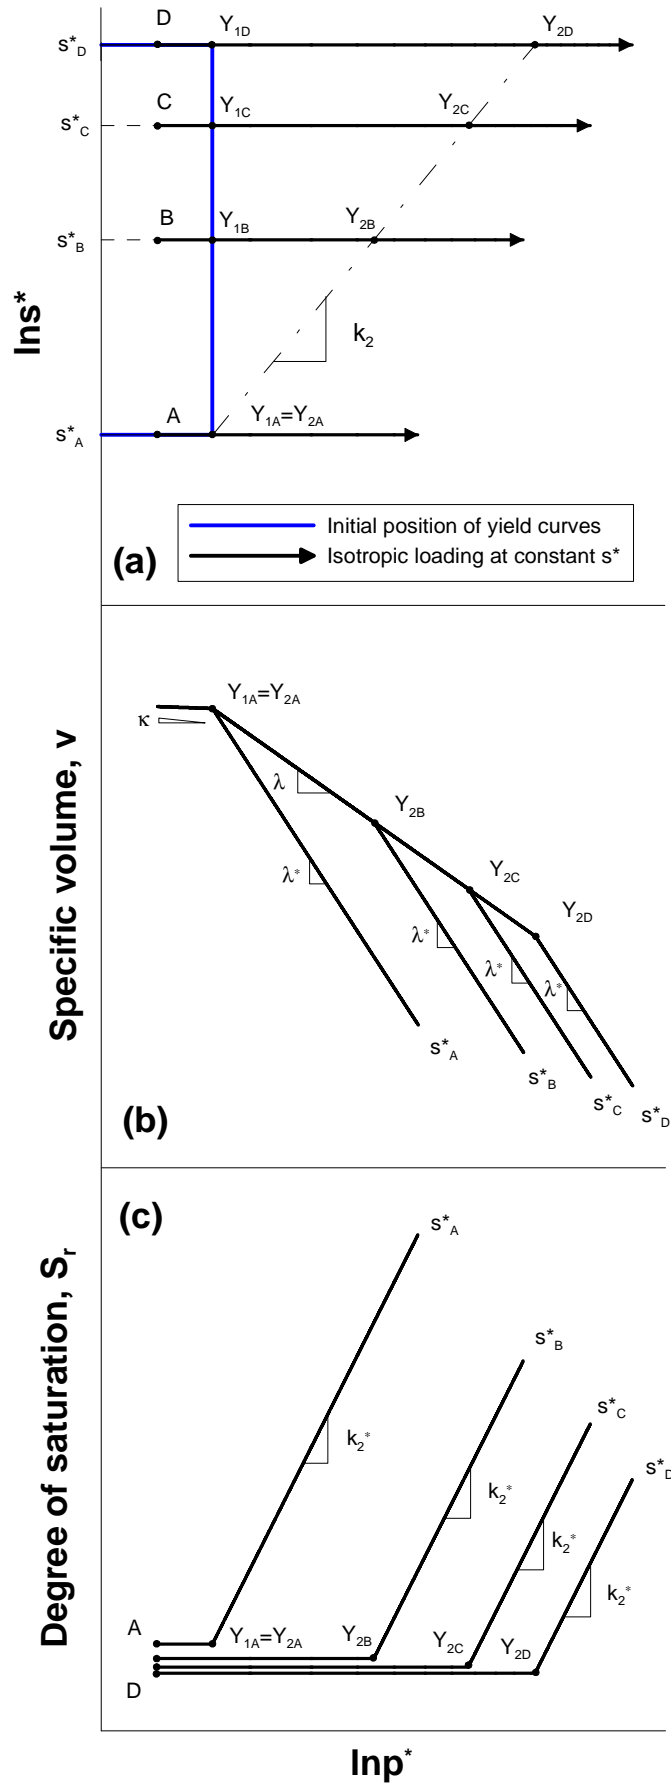 D
Y1D
Y2D
s*D
C
Y1C
Y2C
s*C
B
Y1B
Y2B
s*B
lns*
k2
A
Y1A=Y2A
s*A
Initial position of yield curves
Isotropic loading at constant s*
(a)
Y1A=Y2A
κ
λ
Y2B
Y2C
Y2D
λ*
λ*
λ*
λ*
s*A
s*B
s*C
s*D
Specific volume, v
(b)
(c)
s*A
s*B
s*C
s*D
k2*
k2*
k2*
k2*
A
Y1A=Y2A
Y2B
Y2C
Y2D
D
Degree of saturation, Sr
lnp*